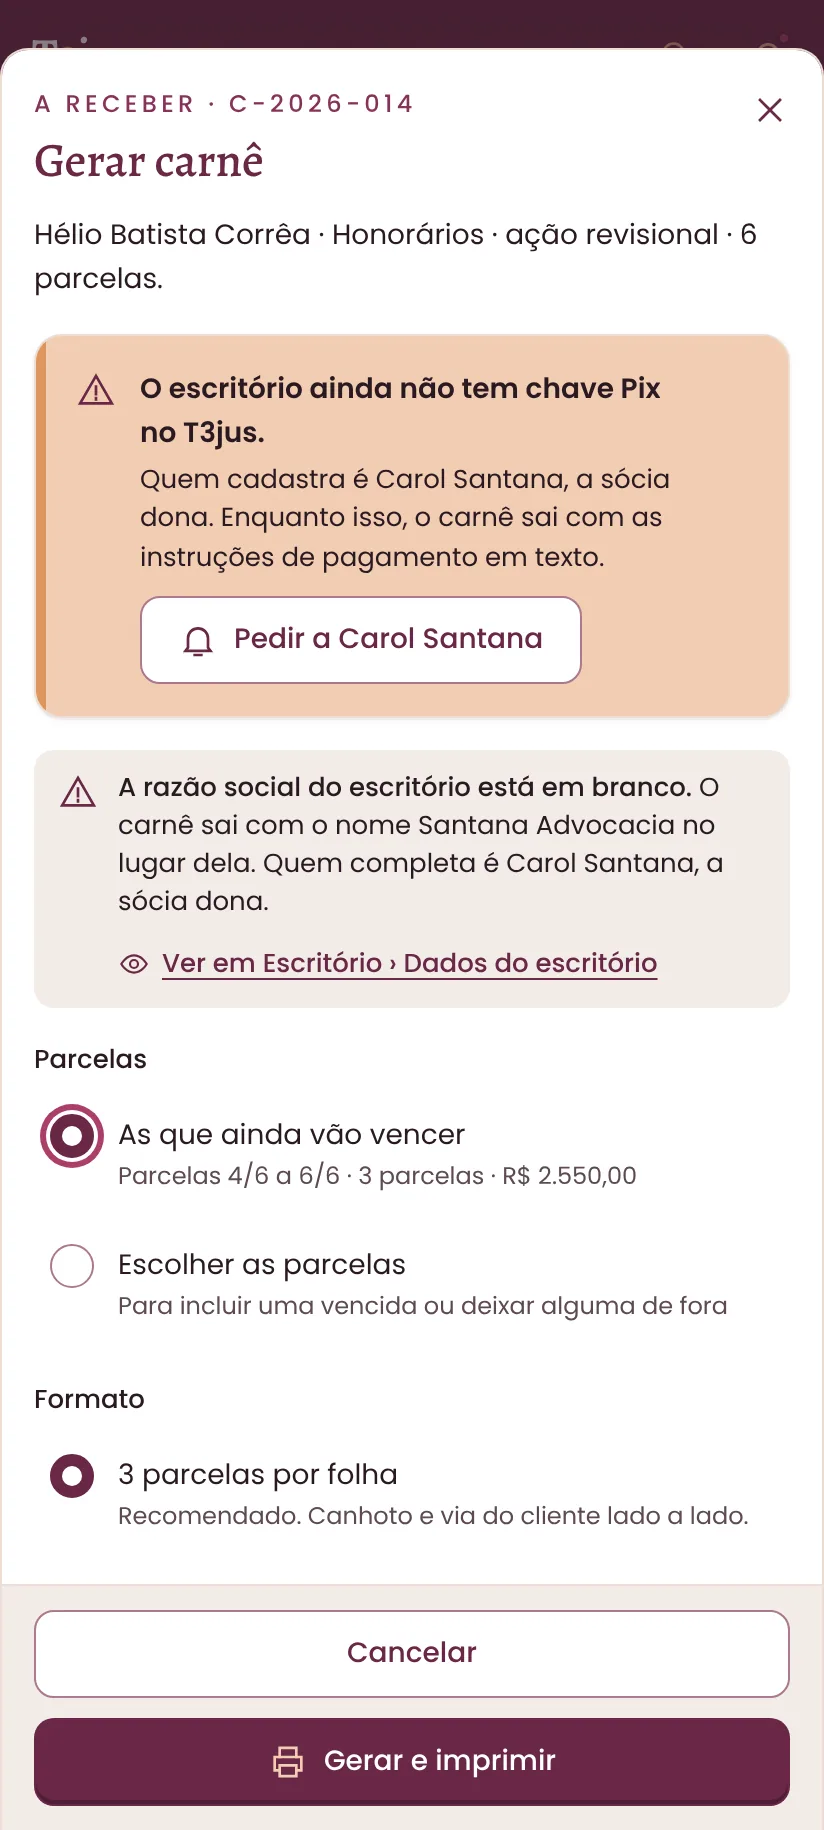 A RECEBER · C-2026-014
Gerar carnê
Hélio Batista Corrêa · Honorários · ação revisional · 6
parcelas.
O escritório ainda não tem chave Pix
no T3jus.
Quem cadastra é Carol Santana, a sócia
dona. Enquanto isso, o carnê sai com as
instruções de pagamento em texto.
Pedir a Carol Santana
A razão social do escritório está em branco. O
carnê sai com o nome Santana Advocacia no
lugar dela. Quem completa é Carol Santana, a
sócia dona.
Ver em Escritório › Dados do escritório
Parcelas
As que ainda vão vencer
Parcelas 4/6 a 6/6 · 3 parcelas · R$ 2.550,00
Escolher as parcelas
Para incluir uma vencida ou deixar alguma de fora
Formato
3 parcelas por folha
Recomendado. Canhoto e via do cliente lado a lado.
Cancelar
Gerar e imprimir